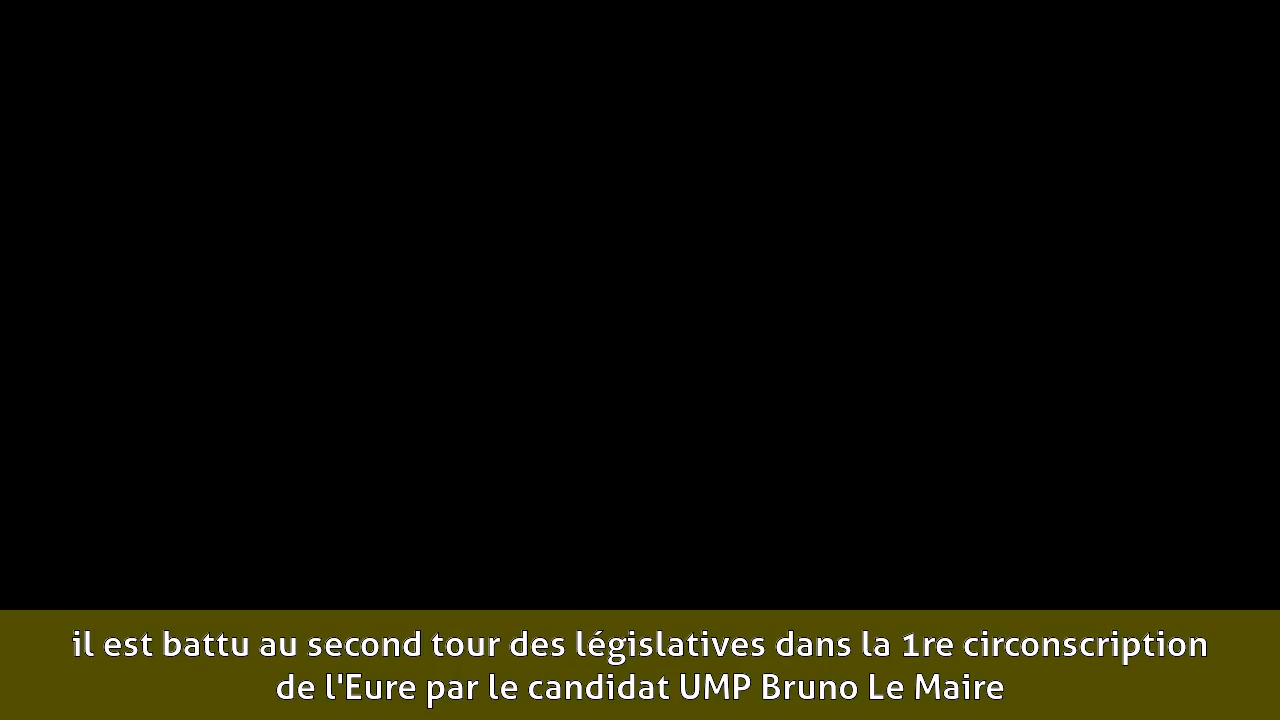 il est battu au second tour des législatives dans la 1re circonscription
de l'Eure par le candidat UMP Bruno Le Maire